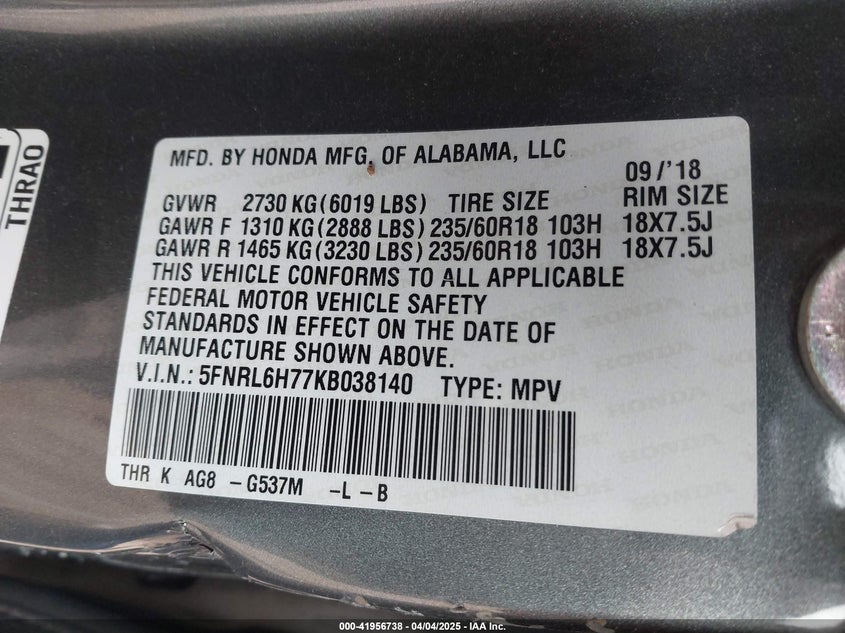 THRAO
MFD. BY HONDA MFG. OF ALABAMA, LLC
09/'18
GVWR 2730 KG(6019 LBS) TIRE SIZE RIM SIZE
GAWR F 1310 KG(2888 LBS) 235/60R18 103H 18X7.5J
GAWR R 1465 KG(3230 LBS) 235/60R18 103H 18X7.5J
THIS VEHICLE CONFORMS TO ALL APPLICABLE
FEDERAL MOTOR VEHICLE SAFETY
STANDARDS IN EFFECT ON THE DATE OF
MANUFACTURE SHOWN ABOVE.
V.I.N.: 5FNRL6H77KB038140 TYPE: MPV
THR K AG8 -G537M -L -B
000-41956738 - 04/04/2025 - IAA Inc.